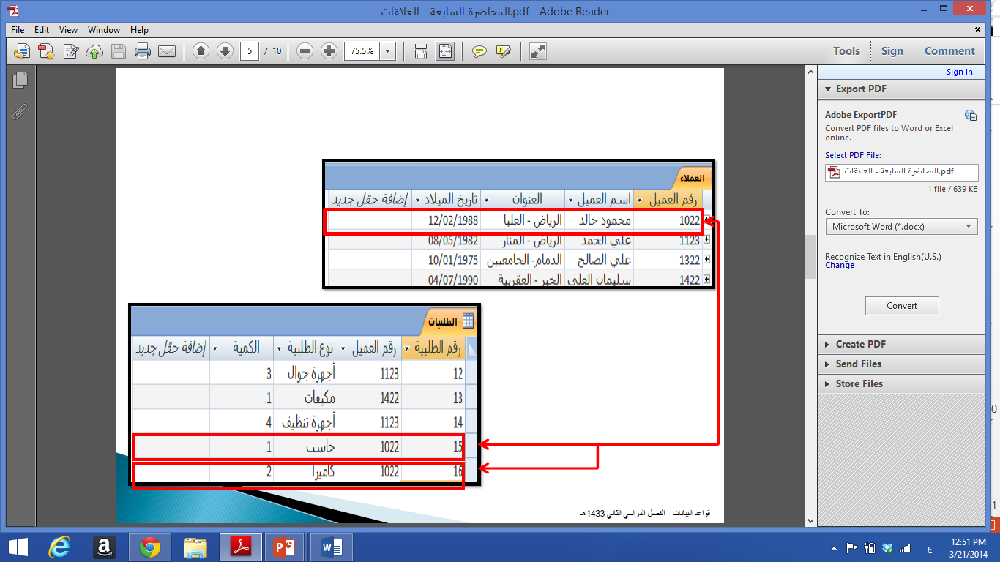 المحاضرة السابعة - العلاقات.pdf - Adobe Reader
File Edit View Window Help
5 / 10 75.5% Tools Sign Comment
Sign In
Export PDF
Adobe ExportPDF
Convert PDF files to Word or Excel
online.
Select PDF File:
المحاضرة السابعة - العلاقات.pdf
1 file / 639 KB
Convert To:
Microsoft Word (*.docx)
Recognize Text in English(U.S.)
Change
Convert
Create PDF
Send Files
Store Files
العملاء
رقم العميل اسم العميل العنوان تاريخ الميلاد إضافة حقل جديد
1022 محمود خالد الرياض - العليا 12/02/1988
1123 علي الحمد الرياض - المنار 08/05/1982
1322 علي الصالح الدمام- الجامعيين 10/01/1975
1422 سليمان العلي الخبر - العقربية 04/07/1990
الطلبيات
رقم الطلبية رقم العميل نوع الطلبية الكمية إضافة حقل جديد
12 1123 أجهزة جوال 3
13 1422 مكيفات 1
14 1123 أجهزة تنظيف 4
15 1022 حاسب 1
16 1022 كاميرا 2
قواعد البيانات - الفصل الدراسي الثاني 1433هـ
ع
12:51 PM
3/21/2014